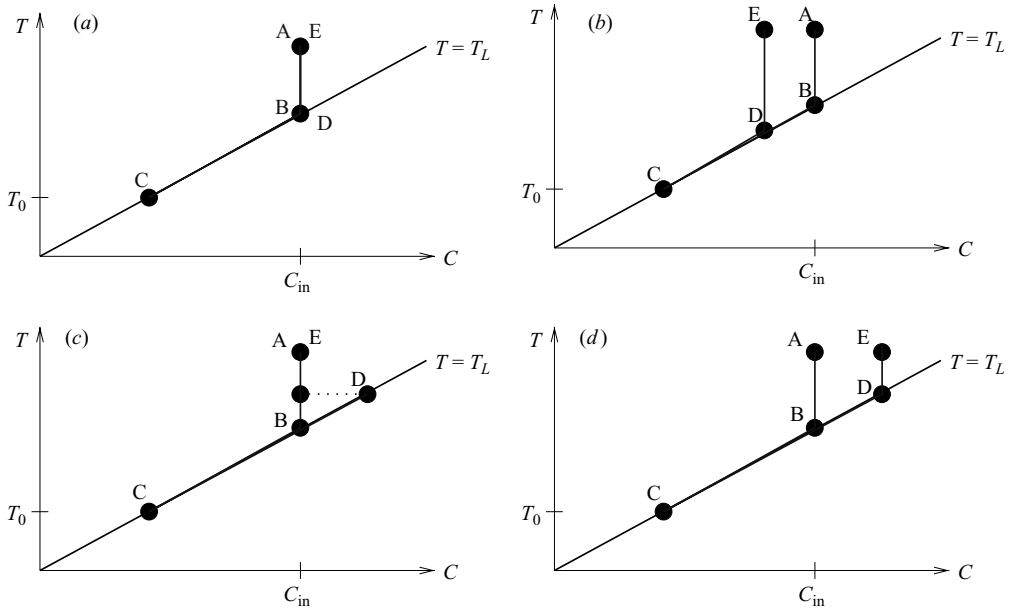 T (a)
A E
T = T_L
B
D
C
T_0
C
C_in
T (b)
E A
T = T_L
B
D
C
T_0
C
C_in
T (c)
A E
T = T_L
D
B
C
T_0
C
C_in
T (d)
A E
T = T_L
D
B
C
T_0
C
C_in